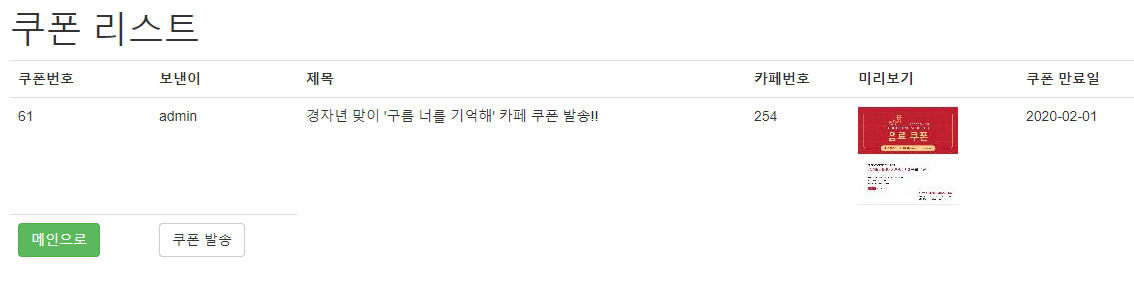 쿠폰 리스트
쿠폰번호 보낸이 제목 카페번호 미리보기 쿠폰 만료일
61 admin 경자년 맞이 '구름 너를 기억해' 카페 쿠폰 발송!! 254 2020-02-01
음료 쿠폰
메인으로 쿠폰 발송